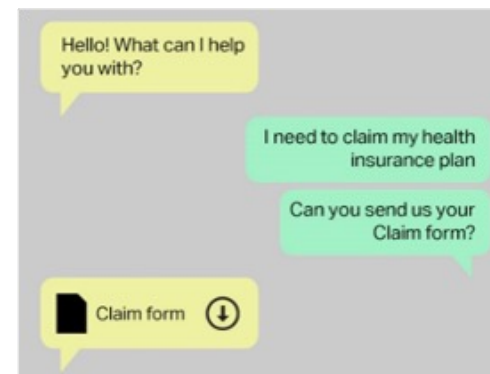 Hello! What can I help
you with?
I need to claim my health
insurance plan
Can you send us your
Claim form?
Claim form